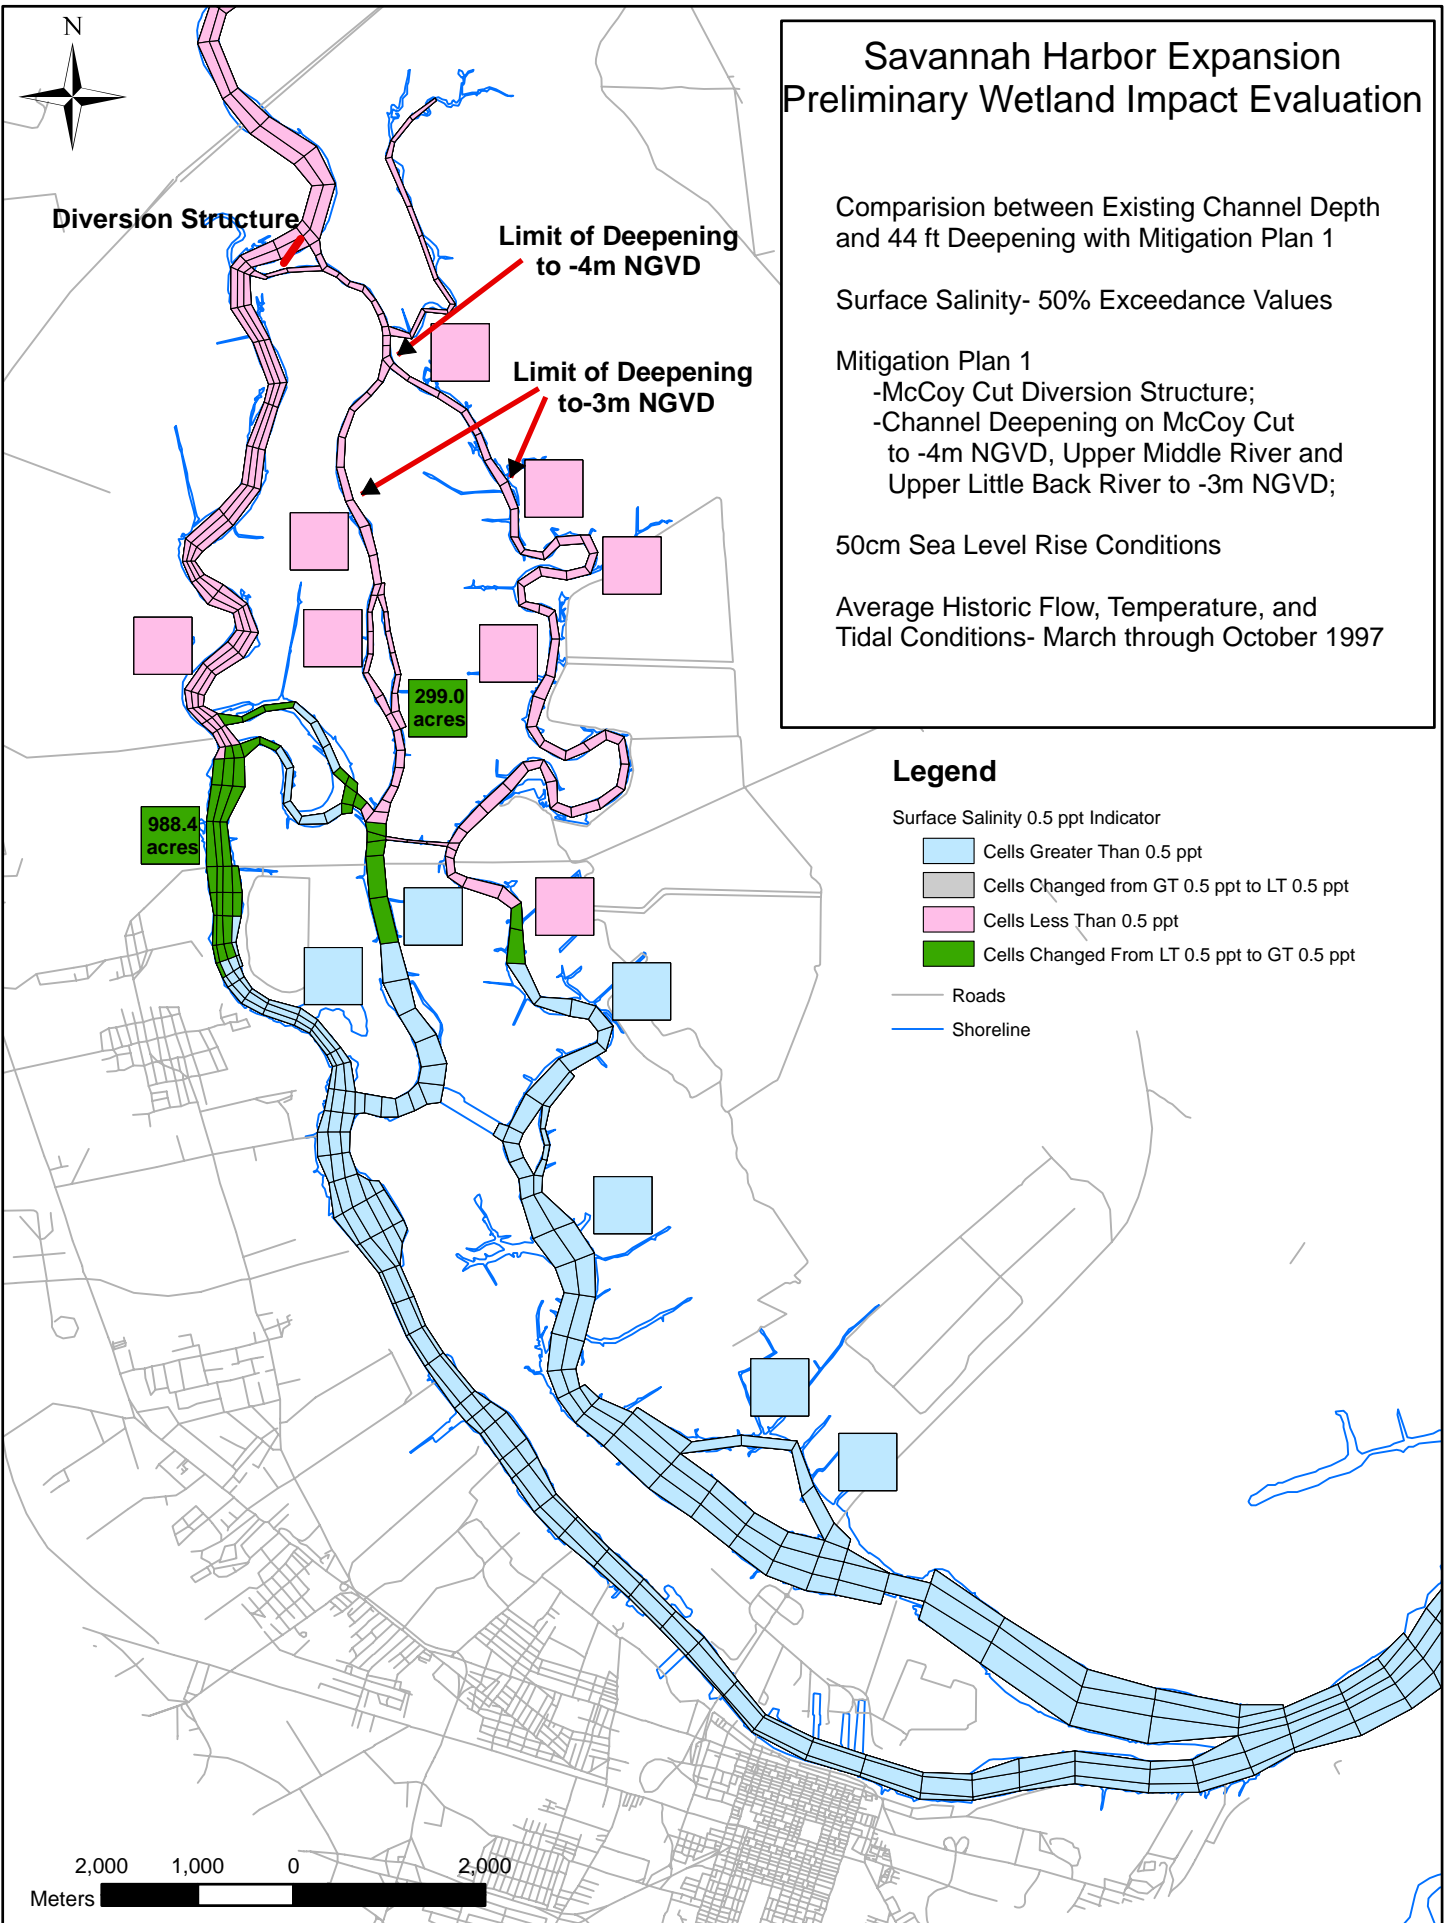 N
Savannah Harbor Expansion
Preliminary Wetland Impact Evaluation
Comparision between Existing Channel Depth
and 44 ft Deepening with Mitigation Plan 1
Surface Salinity- 50% Exceedance Values
Mitigation Plan 1
-McCoy Cut Diversion Structure;
-Channel Deepening on McCoy Cut
to -4m NGVD, Upper Middle River and
Upper Little Back River to -3m NGVD;
50cm Sea Level Rise Conditions
Average Historic Flow, Temperature, and
Tidal Conditions- March through October 1997
Diversion Structure
Limit of Deepening
to -4m NGVD
Limit of Deepening
to-3m NGVD
299.0
acres
988.4
acres
Legend
Surface Salinity 0.5 ppt Indicator
Cells Greater Than 0.5 ppt
Cells Changed from GT 0.5 ppt to LT 0.5 ppt
Cells Less Than 0.5 ppt
Cells Changed From LT 0.5 ppt to GT 0.5 ppt
Roads
Shoreline
2,000 1,000 0 2,000
Meters